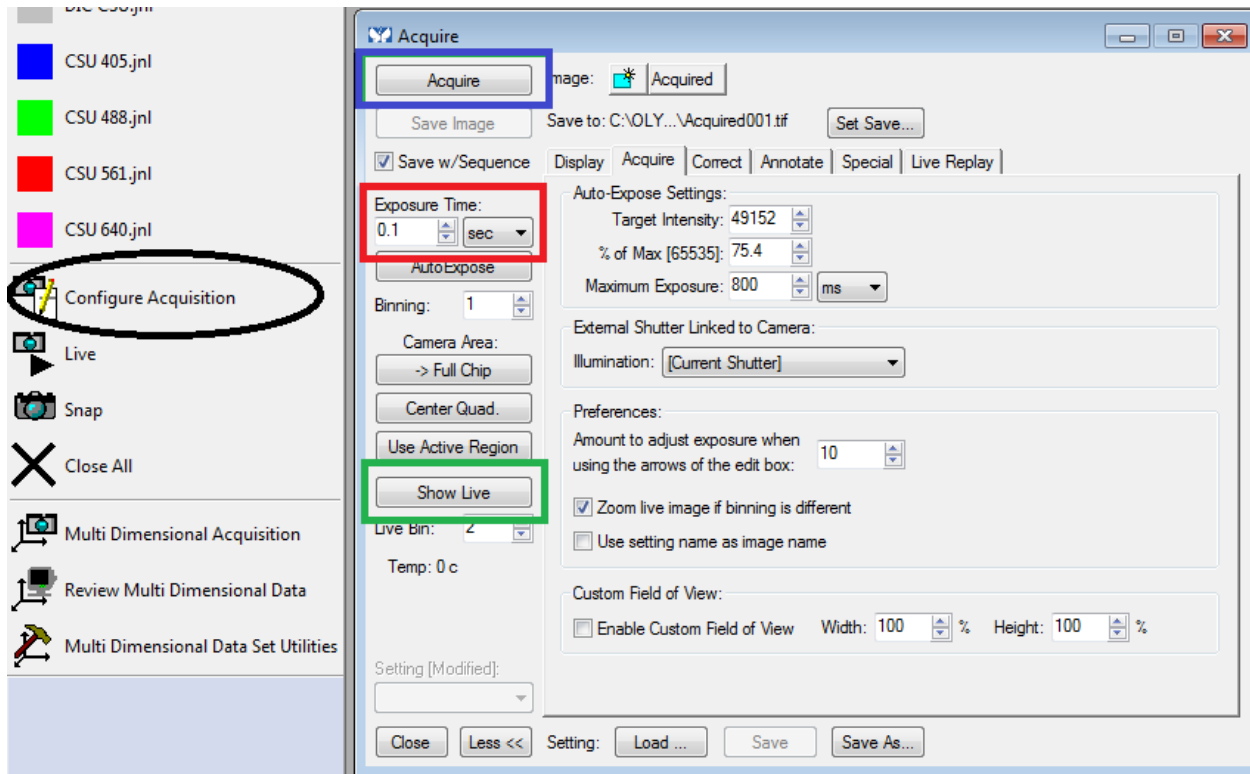 DIC CSU.jnl
CSU 405.jnl
CSU 488.jnl
CSU 561.jnl
CSU 640.jnl
Configure Acquisition
Live
Snap
Close All
Multi Dimensional Acquisition
Review Multi Dimensional Data
Multi Dimensional Data Set Utilities
Acquire
Acquire
mage: Acquired
Save Image
Save to: C:\OLY...\Acquired001.tif Set Save...
Save w/Sequence
Display Acquire Correct Annotate Special Live Replay
Exposure Time:
0.1 sec
AutoExpose
Binning: 1
Camera Area:
-> Full Chip
Center Quad.
Use Active Region
Show Live
Live Bin: 2
Temp: 0 c
Setting [Modified]:
Auto-Expose Settings:
Target Intensity: 49152
% of Max [65535]: 75.4
Maximum Exposure: 800 ms
External Shutter Linked to Camera:
Illumination: [Current Shutter]
Preferences:
Amount to adjust exposure when
using the arrows of the edit box: 10
Zoom live image if binning is different
Use setting name as image name
Custom Field of View:
Enable Custom Field of View Width: 100 % Height: 100 %
Close Less << Setting: Load ... Save Save As...